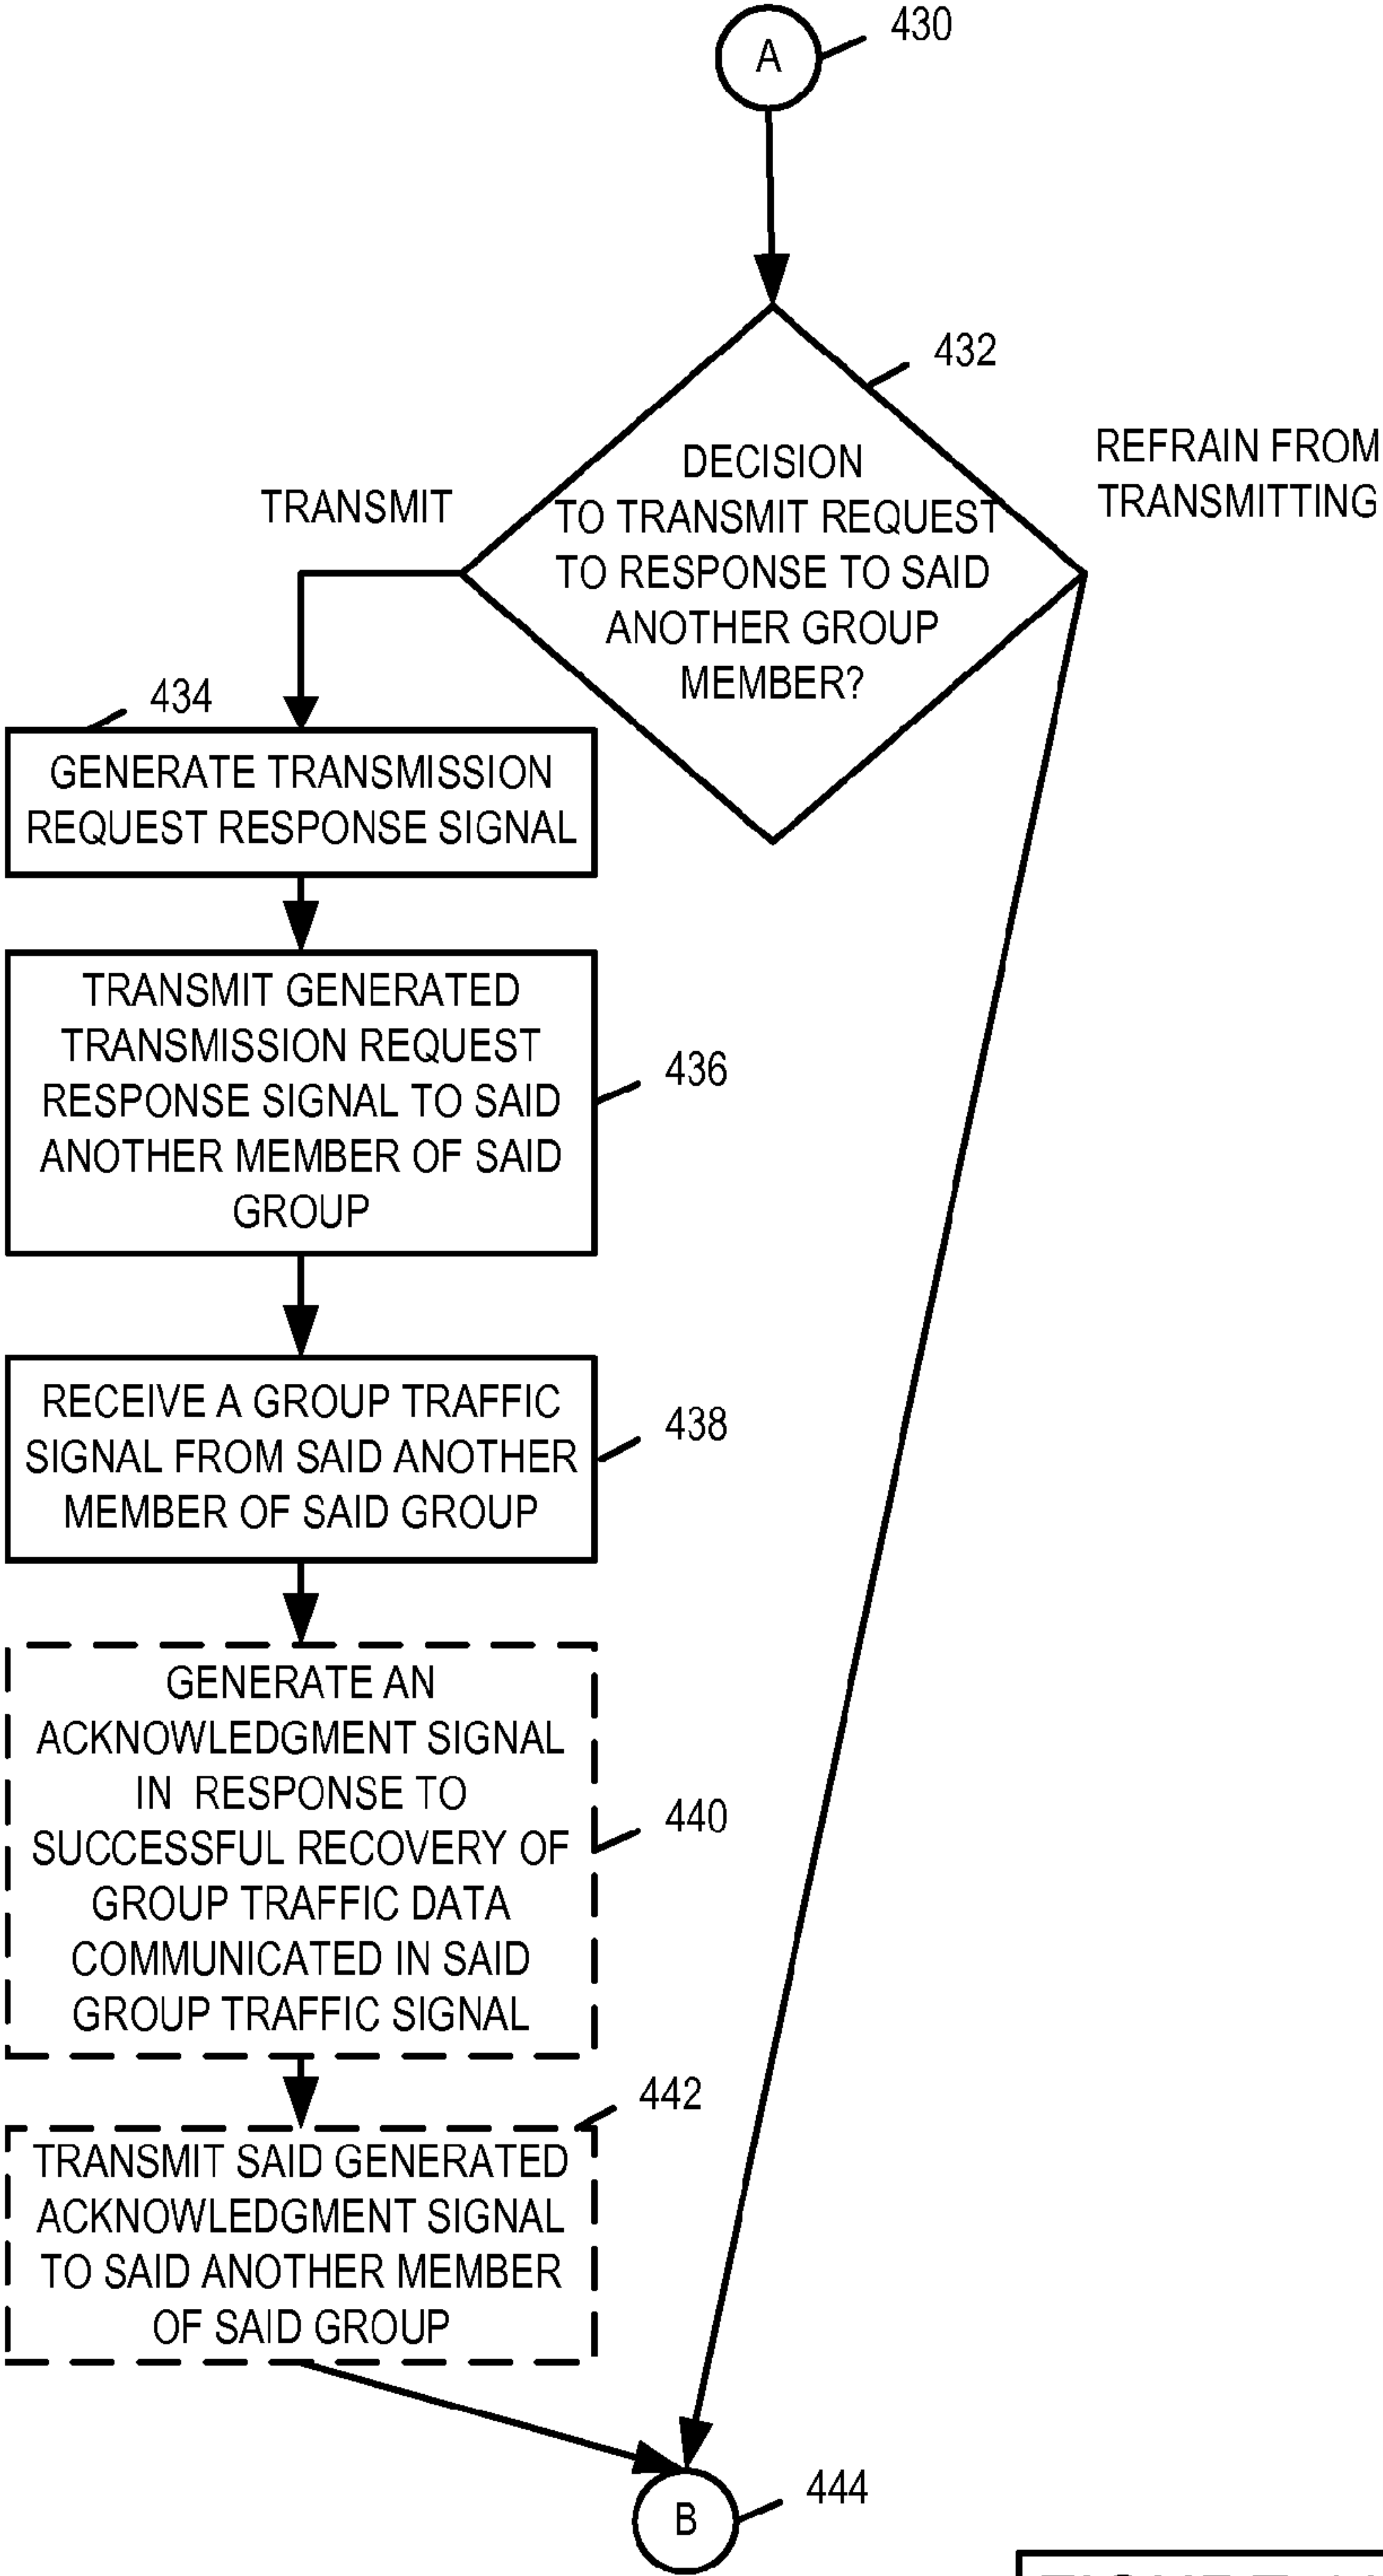 A
430
432
DECISION
TO TRANSMIT REQUEST
TO RESPONSE TO SAID
ANOTHER GROUP
MEMBER?
REFRAIN FROM
TRANSMITTING
TRANSMIT
434
GENERATE TRANSMISSION
REQUEST RESPONSE SIGNAL
TRANSMIT GENERATED
TRANSMISSION REQUEST
RESPONSE SIGNAL TO SAID
ANOTHER MEMBER OF SAID
GROUP
436
RECEIVE A GROUP TRAFFIC
SIGNAL FROM SAID ANOTHER
MEMBER OF SAID GROUP
438
GENERATE AN
ACKNOWLEDGMENT SIGNAL
IN  RESPONSE TO
SUCCESSFUL RECOVERY OF
GROUP TRAFFIC DATA
COMMUNICATED IN SAID
GROUP TRAFFIC SIGNAL
440
442
TRANSMIT SAID GENERATED
ACKNOWLEDGMENT SIGNAL
TO SAID ANOTHER MEMBER
OF SAID GROUP
B
444